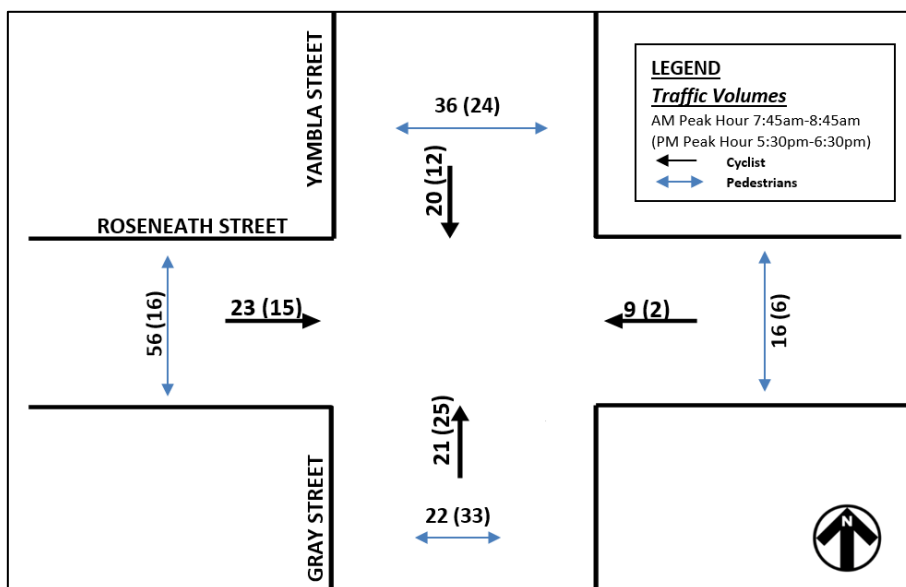 YAMBLA STREET
36 (24)
LEGEND
Traffic Volumes
AM Peak Hour 7:45am-8:45am
(PM Peak Hour 5:30pm-6:30pm)
Cyclist
Pedestrians
20 (12)
ROSENEATH STREET
56 (16)
23 (15)
9 (2)
16 (6)
21 (25)
GRAY STREET
22 (33)
N